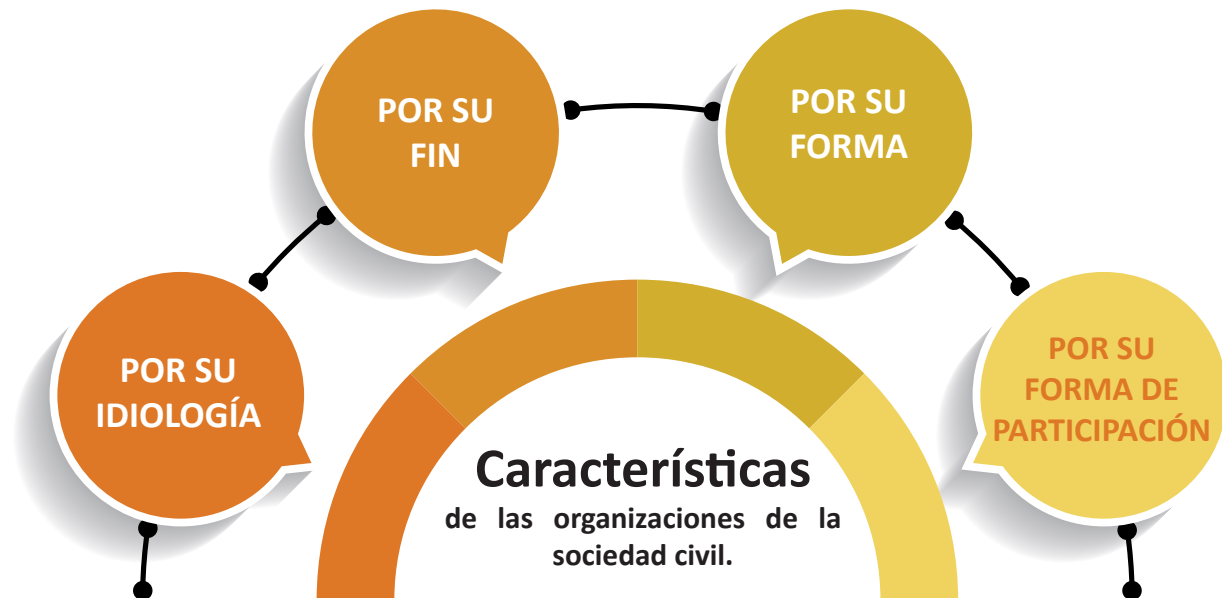 POR SU
FIN
POR SU
FORMA
POR SU
IDIOLOGÍA
POR SU
FORMA DE
PARTICIPACIÓN
Características
de las organizaciones de la
sociedad civil.